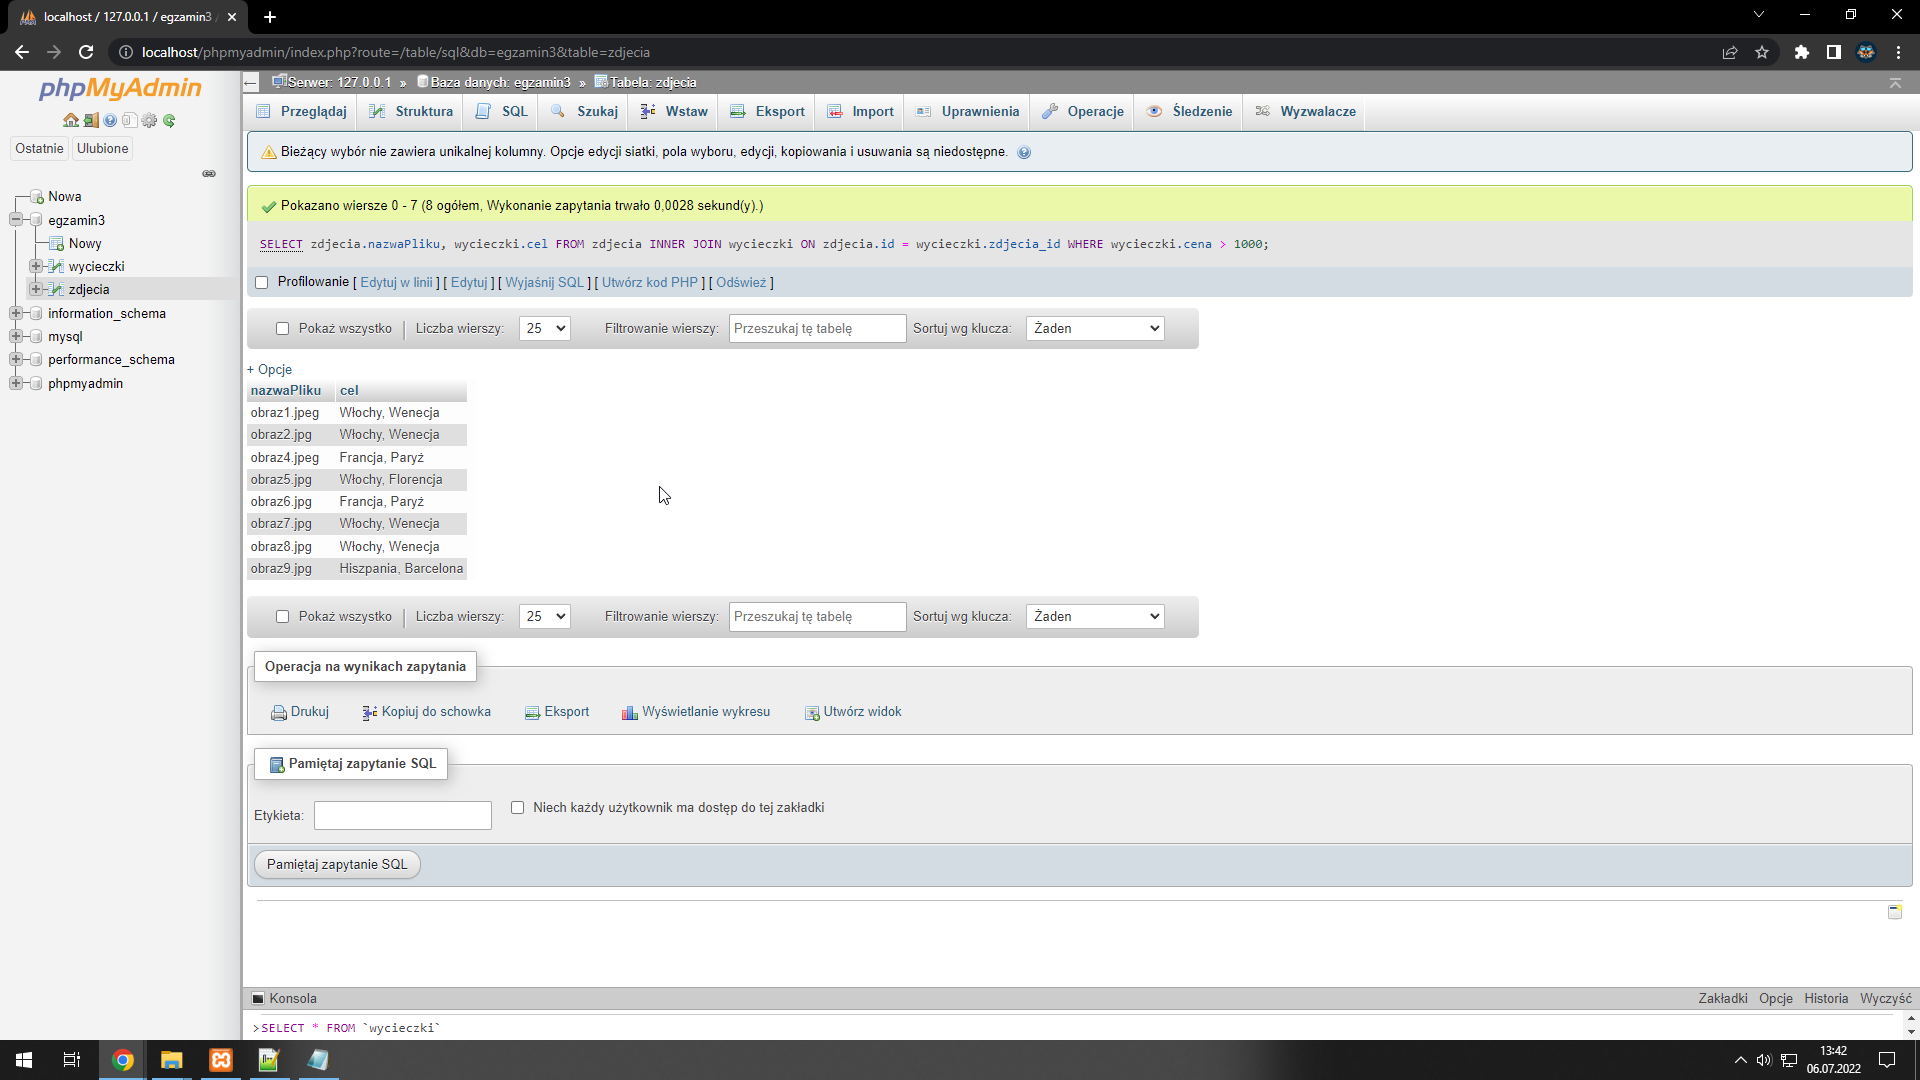 localhost / 127.0.0.1 / egzamin3
localhost/phpmyadmin/index.php?route=/table/sql&db=egzamin3&table=zdjecia
phpMyAdmin
Ostatnie Ulubione
Nowa
egzamin3
Nowy
wycieczki
zdjecia
information_schema
mysql
performance_schema
phpmyadmin
Serwer: 127.0.0.1 » Baza danych: egzamin3 » Tabela: zdjecia
Przeglądaj Struktura SQL Szukaj Wstaw Eksport Import Uprawnienia Operacje Śledzenie Wyzwalacze
Bieżący wybór nie zawiera unikalnej kolumny. Opcje edycji siatki, pola wyboru, edycji, kopiowania i usuwania są niedostępne.
Pokazano wiersze 0 - 7 (8 ogółem, Wykonanie zapytania trwało 0,0028 sekund(y).)
SELECT zdjecia.nazwaPliku, wycieczki.cel FROM zdjecia INNER JOIN wycieczki ON zdjecia.id = wycieczki.zdjecia_id WHERE wycieczki.cena > 1000;
Profilowanie [ Edytuj w linii ] [ Edytuj ] [ Wyjaśnij SQL ] [ Utwórz kod PHP ] [ Odśwież ]
Pokaż wszystko | Liczba wierszy: 25 Filtrowanie wierszy: Przeszukaj tę tabelę Sortuj wg klucza: Żaden
+ Opcje
nazwaPliku cel
obraz1.jpeg Włochy, Wenecja
obraz2.jpg Włochy, Wenecja
obraz4.jpeg Francja, Paryż
obraz5.jpg Włochy, Florencja
obraz6.jpg Francja, Paryż
obraz7.jpg Włochy, Wenecja
obraz8.jpg Włochy, Wenecja
obraz9.jpg Hiszpania, Barcelona
Pokaż wszystko | Liczba wierszy: 25 Filtrowanie wierszy: Przeszukaj tę tabelę Sortuj wg klucza: Żaden
Operacja na wynikach zapytania
Drukuj Kopiuj do schowka Eksport Wyświetlanie wykresu Utwórz widok
Pamiętaj zapytanie SQL
Etykieta: Niech każdy użytkownik ma dostęp do tej zakładki
Pamiętaj zapytanie SQL
Konsola Zakładki Opcje Historia Wyczyść
>SELECT * FROM `wycieczki`
13:42
06.07.2022